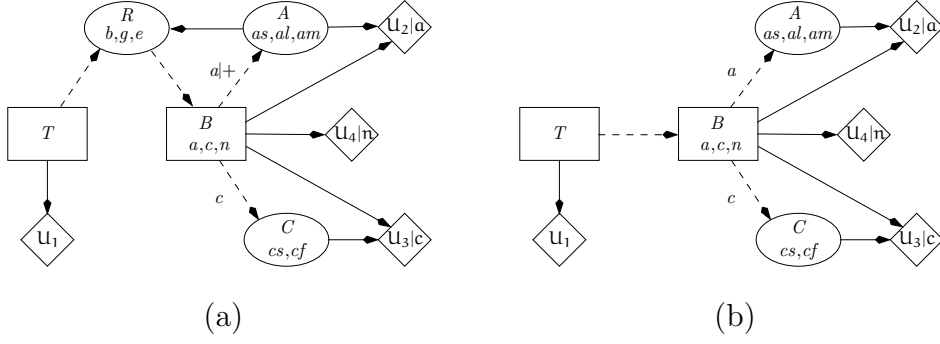 R
b,g,e
A
as,al,am
U₂|a
a|+
T
B
a,c,n
U₄|n
c
U₁
C
cs,cf
U₃|c
(a)
A
as,al,am
U₂|a
a
T
B
a,c,n
U₄|n
c
U₁
C
cs,cf
U₃|c
(b)